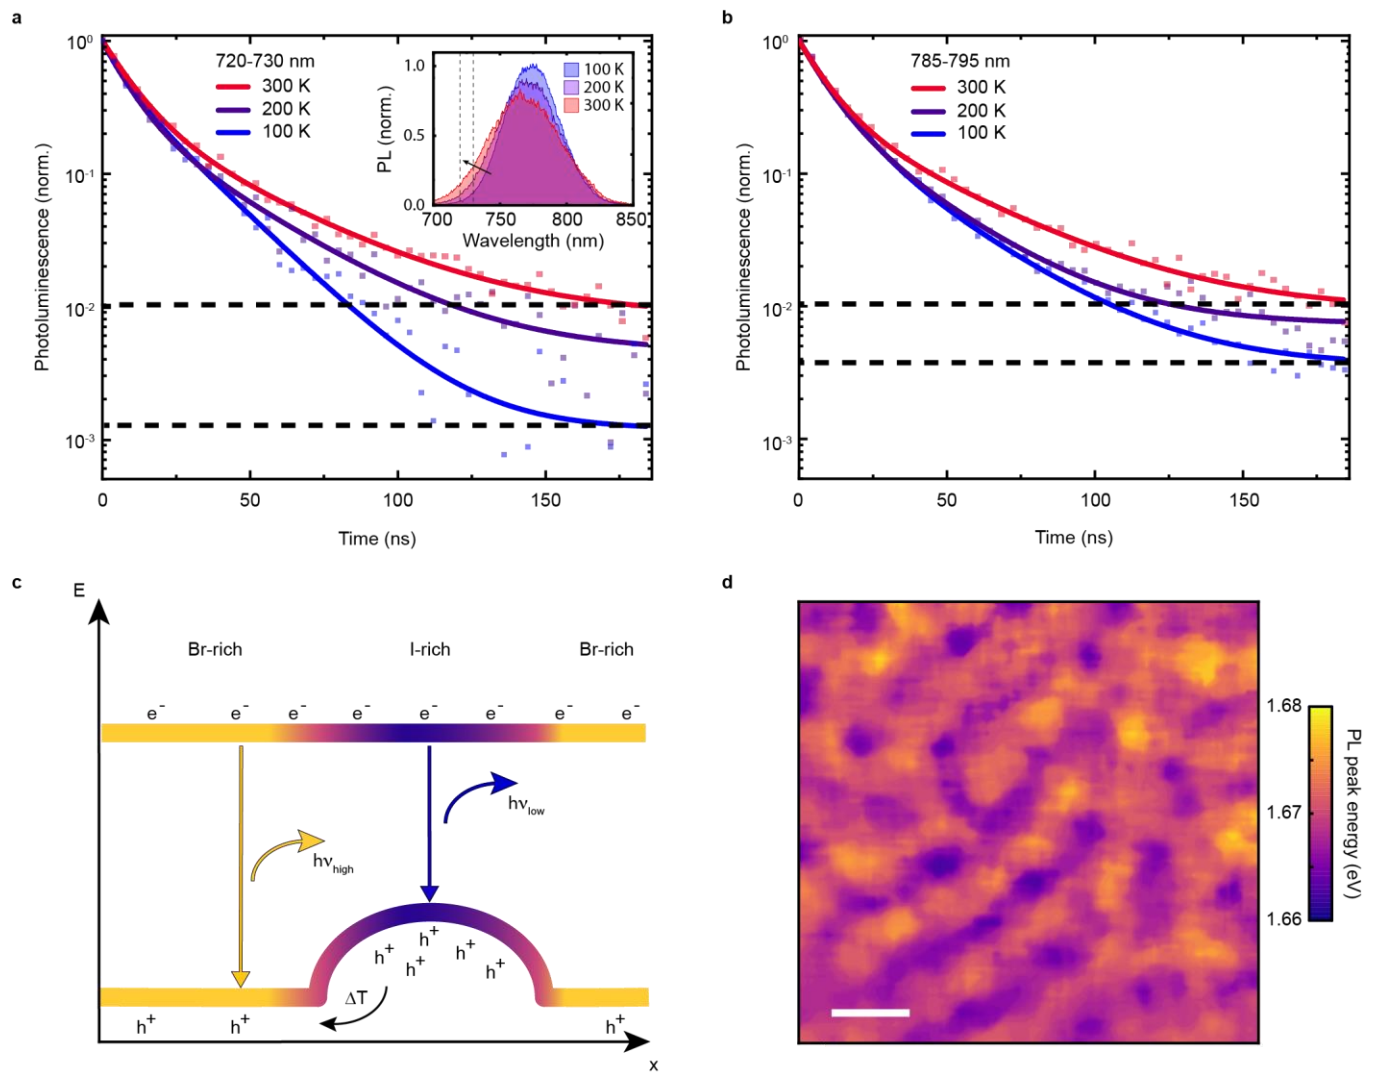 a
10⁰
10⁻¹
10⁻²
10⁻³
Photoluminescence (norm.)
720-730 nm
300 K
200 K
100 K
1.0
0.5
0.0
PL (norm.)
100 K
200 K
300 K
700 750 800 850
Wavelength (nm)
0 50 100 150
Time (ns)
b
10⁰
10⁻¹
10⁻²
10⁻³
Photoluminescence (norm.)
785-795 nm
300 K
200 K
100 K
0 50 100 150
Time (ns)
c
E
Br-rich I-rich Br-rich
e⁻ e⁻ e⁻ e⁻ e⁻ e⁻ e⁻ e⁻
hν_low
hν_high
h⁺ h⁺ h⁺ h⁺ h⁺
ΔT
h⁺ h⁺ h⁺
x
d
1.68
1.67
1.66
PL peak energy (eV)